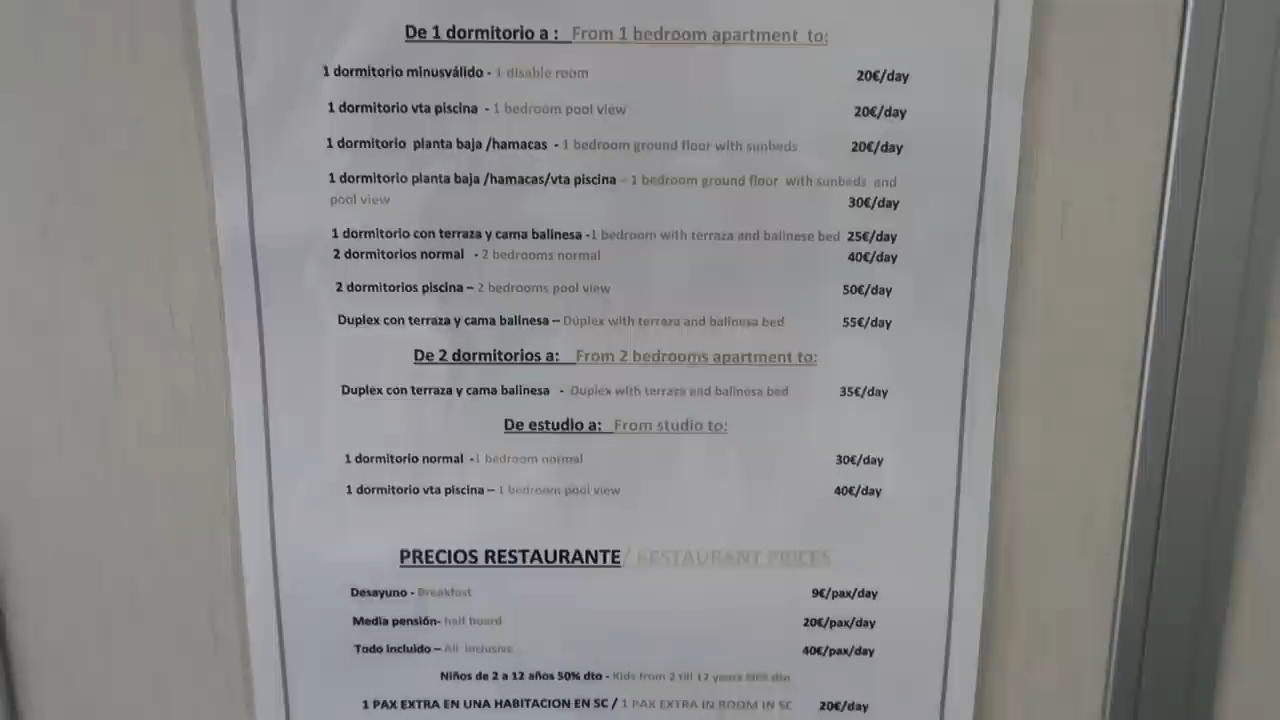 De 1 dormitorio a : From 1 bedroom apartment to:
1 dormitorio minusválido - 1 disable room 20€/day
1 dormitorio vta piscina - 1 bedroom pool view 20€/day
1 dormitorio planta baja /hamacas - 1 bedroom ground floor with sunbeds 20€/day
1 dormitorio planta baja /hamacas/vta piscina - 1 bedroom ground floor with sunbeds and
pool view 30€/day
1 dormitorio con terraza y cama balinesa -1 bedroom with terraza and balinese bed 25€/day
2 dormitorios normal - 2 bedrooms normal 40€/day
2 dormitorios piscina – 2 bedrooms pool view 50€/day
Duplex con terraza y cama balinesa – Duplex with terraza and balinesa bed 55€/day
De 2 dormitorios a: From 2 bedrooms apartment to:
Duplex con terraza y cama balinesa - Duplex with terraza and balinesa bed 35€/day
De estudio a: From studio to:
1 dormitorio normal -1 bedroom normal 30€/day
1 dormitorio vta piscina – 1 bedroom pool view 40€/day
PRECIOS RESTAURANTE/ RESTAURANT PRICES
Desayuno - Breakfast 9€/pax/day
Media pensión- half board 20€/pax/day
Todo incluido – All inclusive 40€/pax/day
Niños de 2 a 12 años 50% dto - Kids from 2 till 12 years 50% dto
1 PAX EXTRA EN UNA HABITACION EN SC / 1 PAX EXTRA IN ROOM IN SC 20€/day